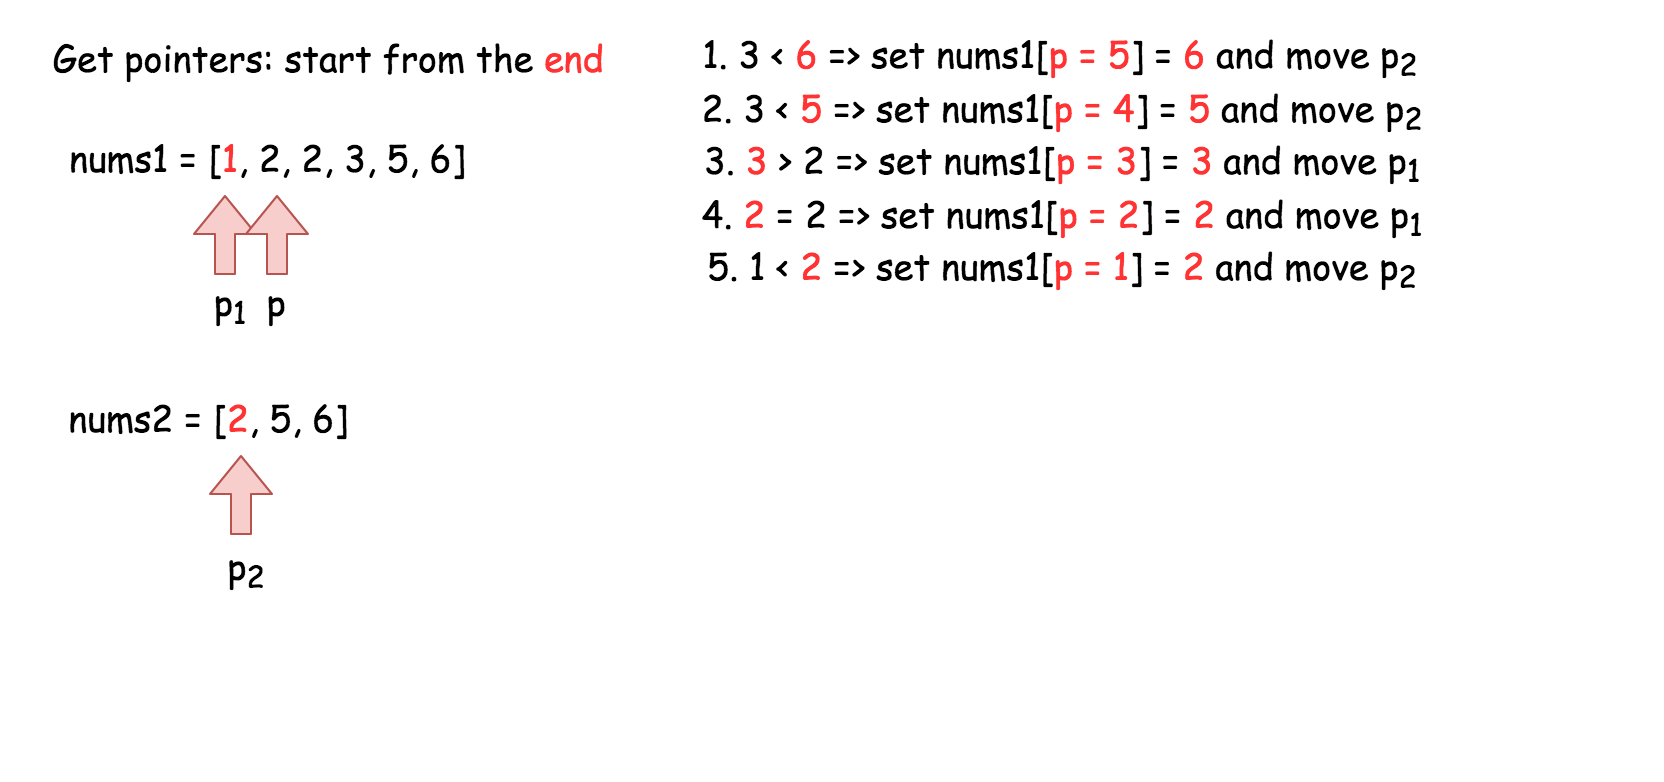 Get pointers: start from the end
nums1 = [1, 2, 2, 3, 5, 6]
p1 p
nums2 = [2, 5, 6]
p2
1. 3 < 6 => set nums1[p = 5] = 6 and move p2
2. 3 < 5 => set nums1[p = 4] = 5 and move p2
3. 3 > 2 => set nums1[p = 3] = 3 and move p1
4. 2 = 2 => set nums1[p = 2] = 2 and move p1
5. 1 < 2 => set nums1[p = 1] = 2 and move p2